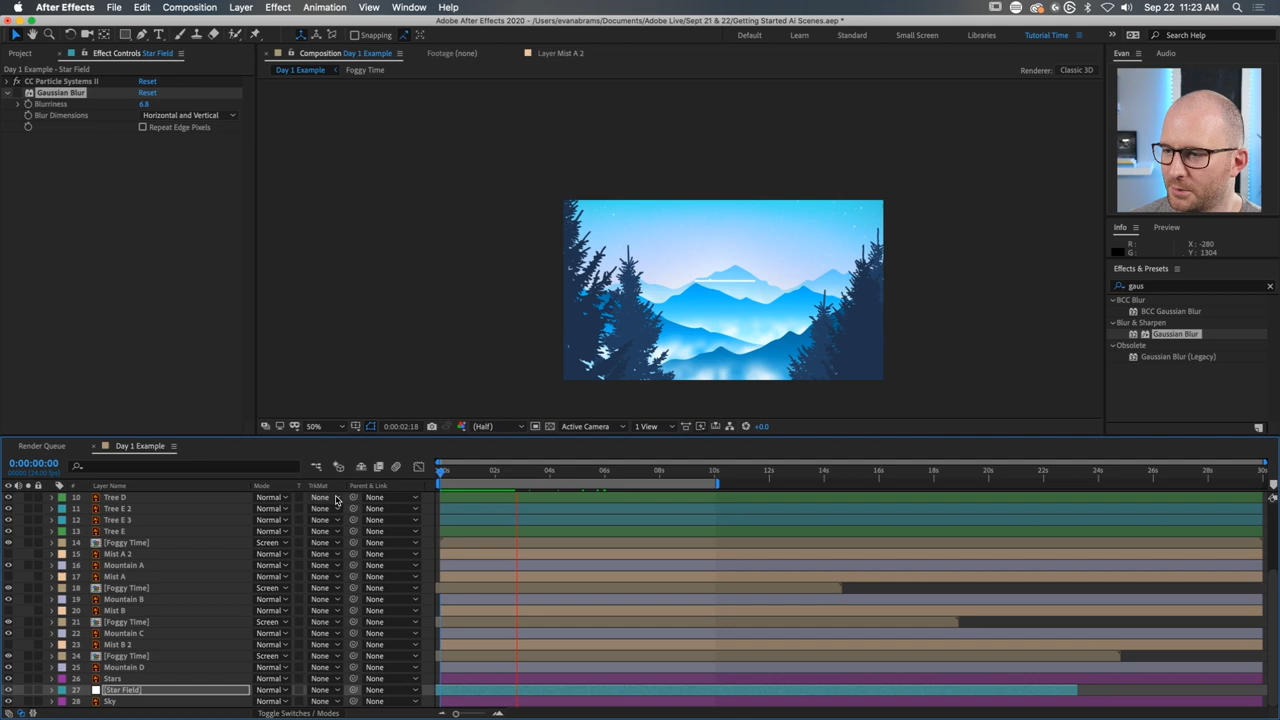 After Effects File Edit Composition Layer Effect Animation View Window Help Sep 22 11:23 AM
Adobe After Effects 2020 - /Users/evanabrams/Documents/Adobe Live/Sept 21 & 22/Getting Started Ai Scenes.aep *
Snapping Default Learn Standard Small Screen Libraries Tutorial Time Search Help
Project Effect Controls Star Field Composition Day 1 Example Footage (none) Layer Mist A 2 Evan Audio
Day 1 Example • Star Field Day 1 Example Foggy Time Renderer: Classic 3D
fx CC Particle Systems II Reset
Gaussian Blur Reset
Blurriness 6.8
Blur Dimensions Horizontal and Vertical
Repeat Edge Pixels
Info Preview
R : X : -280
G : Y : 1304
B :
Effects & Presets
gaus
BCC Blur
BCC Gaussian Blur
Blur & Sharpen
Gaussian Blur
Obsolete
Gaussian Blur (Legacy)
50% 0:00:02:18 (Half) Active Camera 1 View +0.0
Render Queue Day 1 Example
0:00:00:00
02s 04s 06s 08s 10s 12s 14s 16s 18s 20s 22s 24s 26s 28s 30s
# Layer Name Mode T TrkMat Parent & Link
10 Tree D Normal None None
11 Tree E 2 Normal None None
12 Tree E 3 Normal None None
13 Tree E Normal None None
14 [Foggy Time] Screen None None
15 Mist A 2 Normal None None
16 Mountain A Normal None None
17 Mist A Normal None None
18 [Foggy Time] Screen None None
19 Mountain B Normal None None
20 Mist B Normal None None
21 [Foggy Time] Screen None None
22 Mountain C Normal None None
23 Mist B 2 Normal None None
24 [Foggy Time] Screen None None
25 Mountain D Normal None None
26 Stars Normal None None
27 [Star Field] Normal None None
28 Sky Normal None None
Toggle Switches / Modes